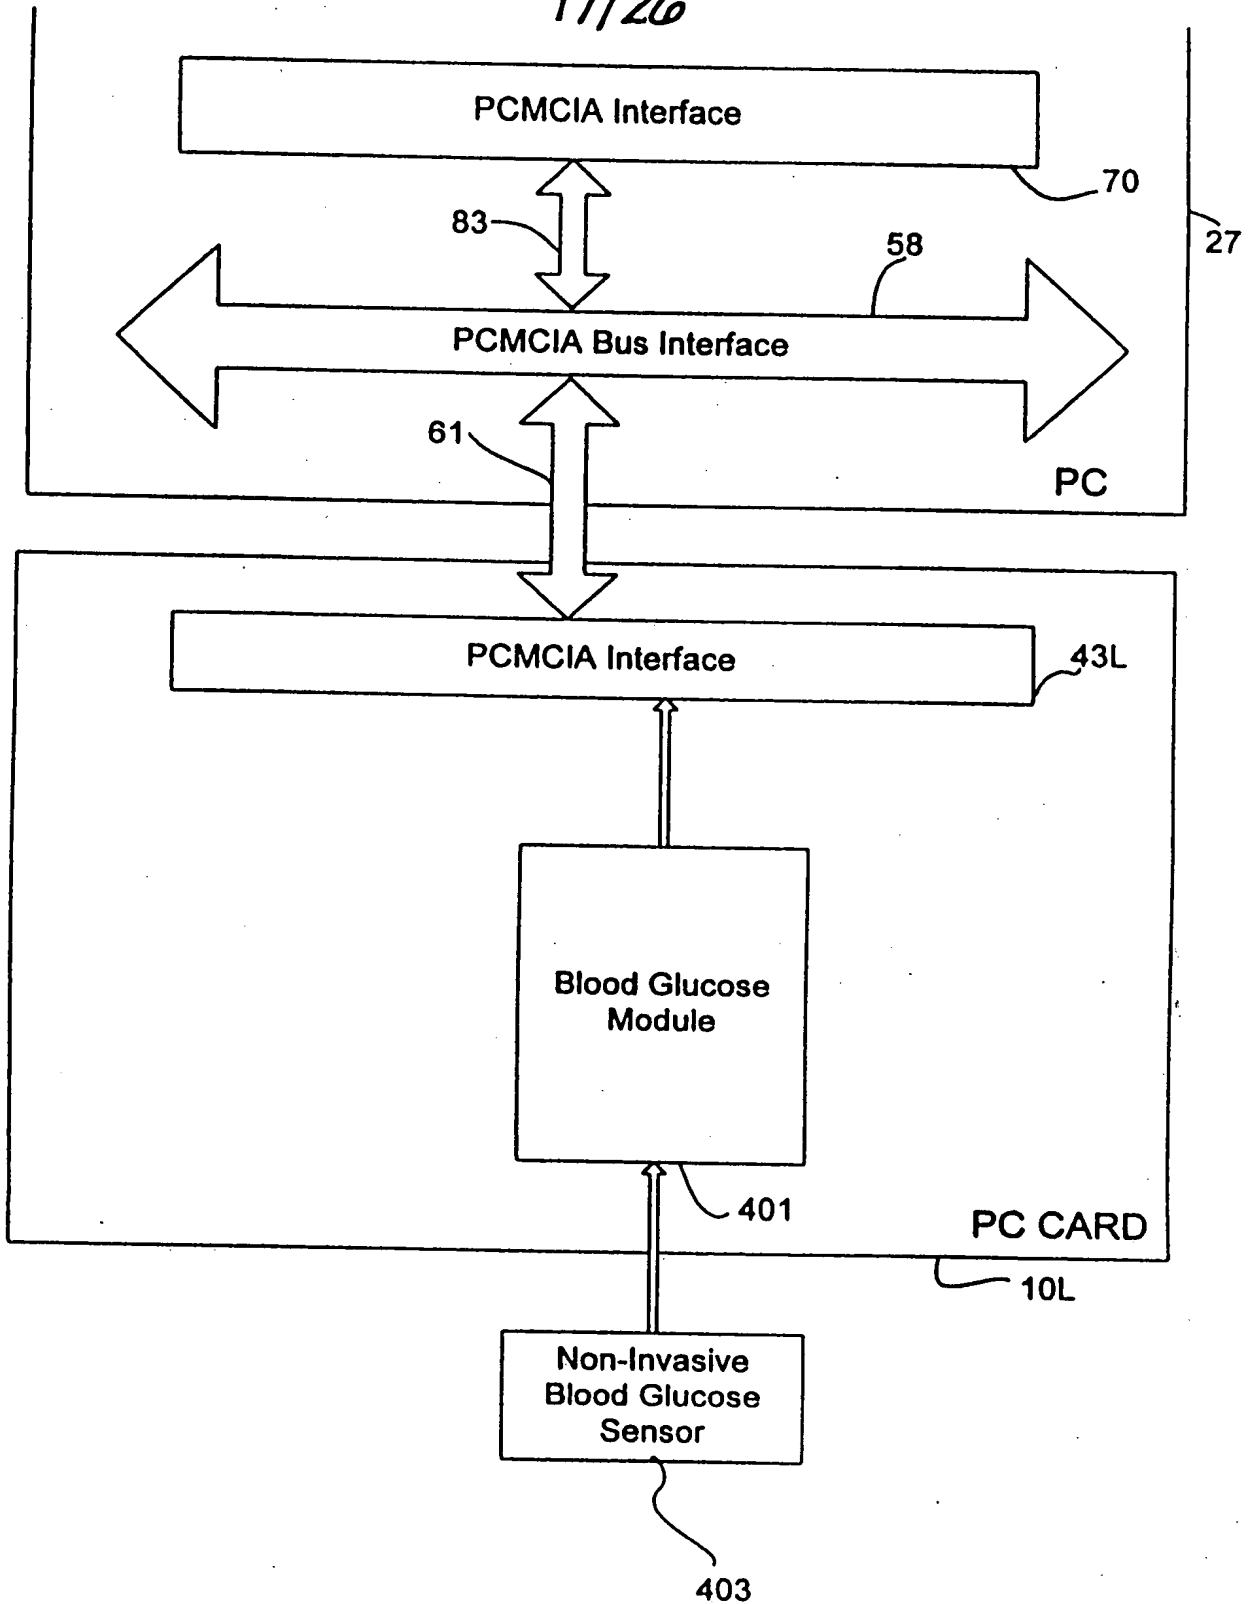 17/26
PCMCIA Interface
70
83
27
58
PCMCIA Bus Interface
61
PC
PCMCIA Interface
43L
Blood Glucose
Module
401
PC CARD
10L
Non-Invasive
Blood Glucose
Sensor
403